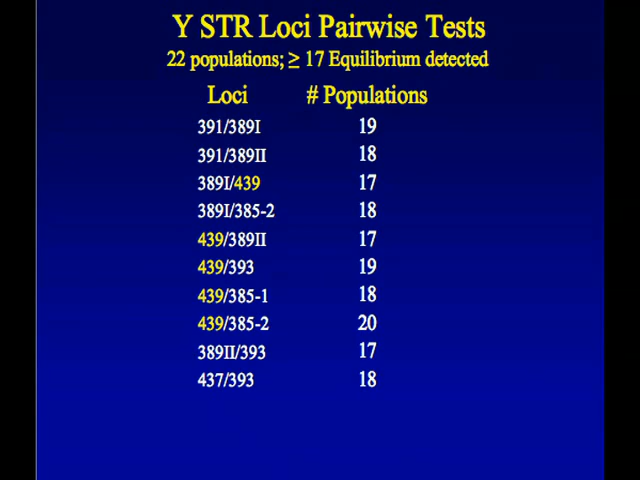 Y STR Loci Pairwise Tests
22 populations; ≥ 17 Equilibrium detected
Loci # Populations
391/389I 19
391/389II 18
389I/439 17
389I/385-2 18
439/389II 17
439/393 19
439/385-1 18
439/385-2 20
389II/393 17
437/393 18